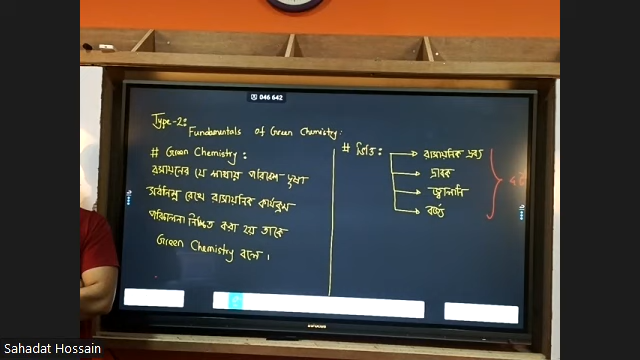 046 642
Type-2:
Fundamentals of Green Chemistry:
# Green Chemistry :
রসায়নের যে শাখায় পরিবেশ দূষণ
সর্বনিম্ন রেখে রাসায়নিক কার্যক্রম
পরিচালনা নিশ্চিত করা হয় তাকে
Green Chemistry বলে।
# ভিত্তি :
রাসায়নিক দ্রব্য
দ্রাবক
জ্বালানি
বর্জ্য
Sahadat Hossain